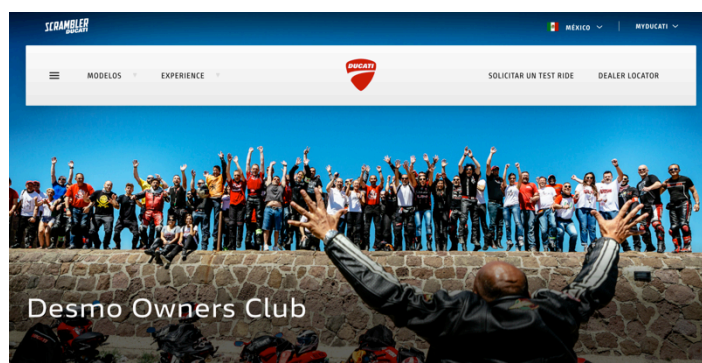 SCRAMBLER
DUCATI
MÉXICO
MYDUCATI
MODELOS
EXPERIENCE
DUCATI
SOLICITAR UN TEST RIDE
DEALER LOCATOR
Desmo Owners Club